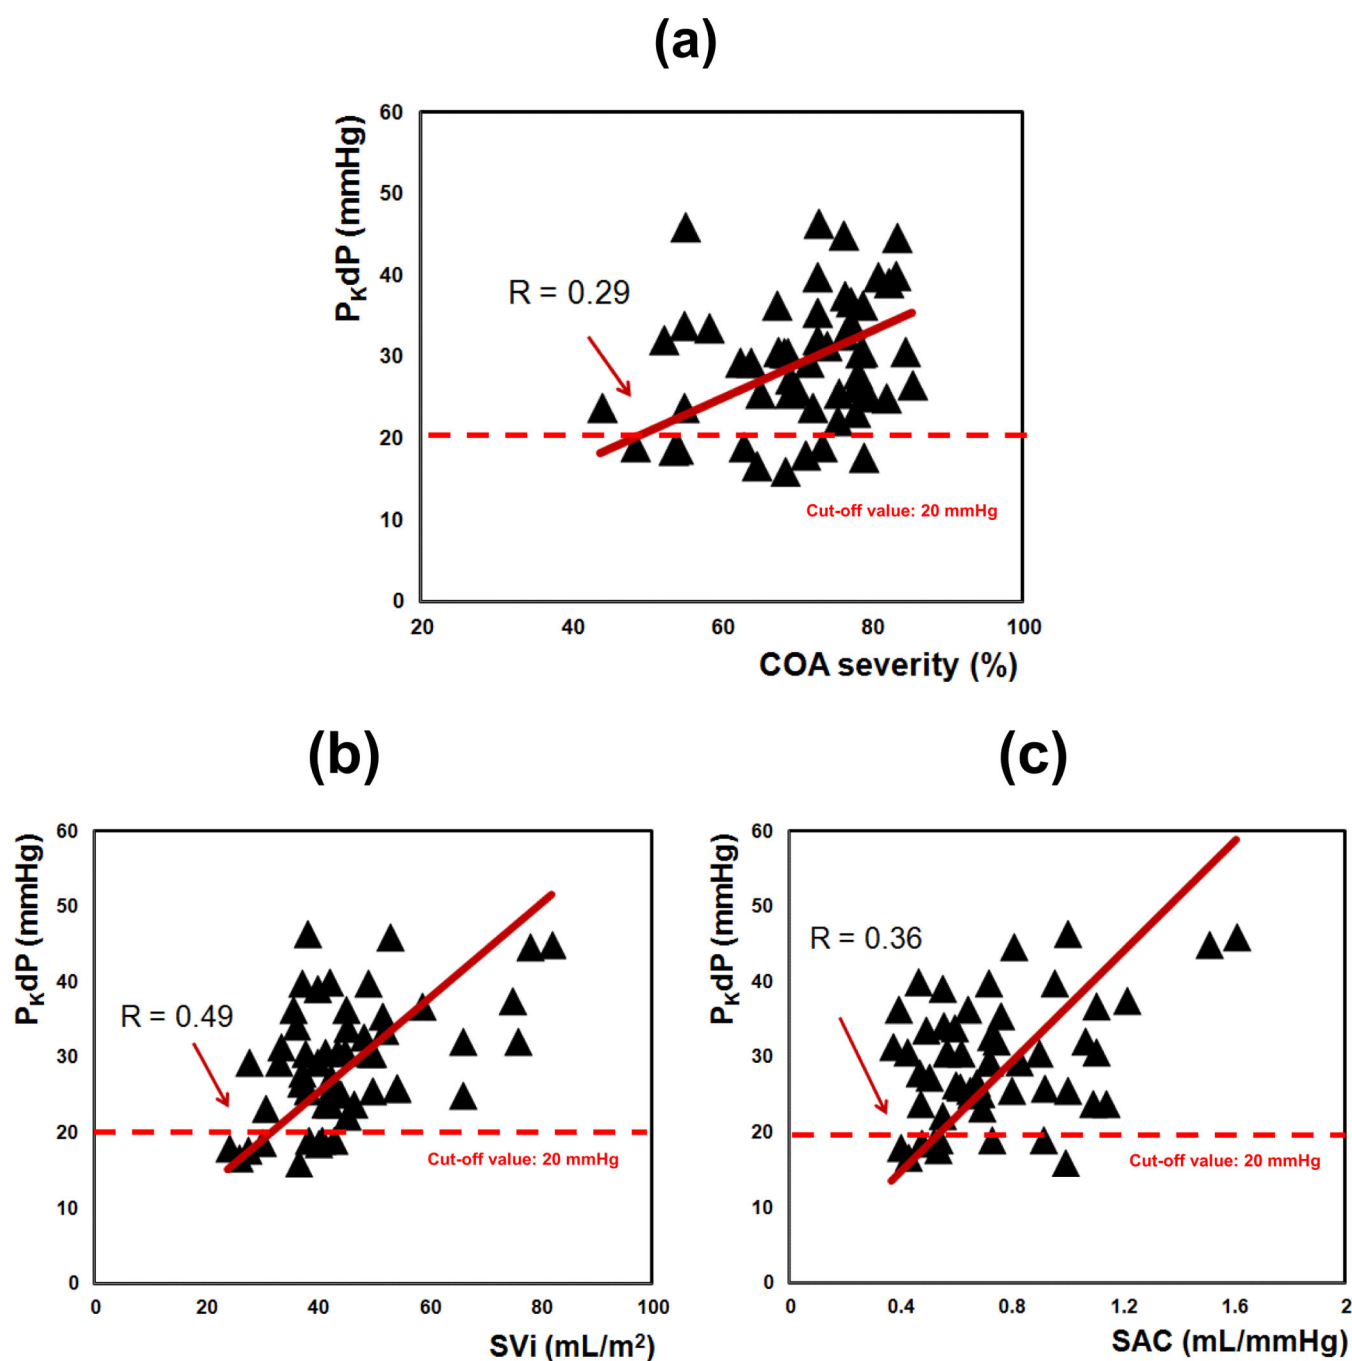 (a)
P_KdP (mmHg)
60
50
40
30
20
10
0
R = 0.29
Cut-off value: 20 mmHg
20 40 60 80 100
COA severity (%)
(b)
P_KdP (mmHg)
60
50
40
30
20
10
0
R = 0.49
Cut-off value: 20 mmHg
0 20 40 60 80 100
SVi (mL/m²)
(c)
P_KdP (mmHg)
60
50
40
30
20
10
0
R = 0.36
Cut-off value: 20 mmHg
0 0.4 0.8 1.2 1.6 2
SAC (mL/mmHg)